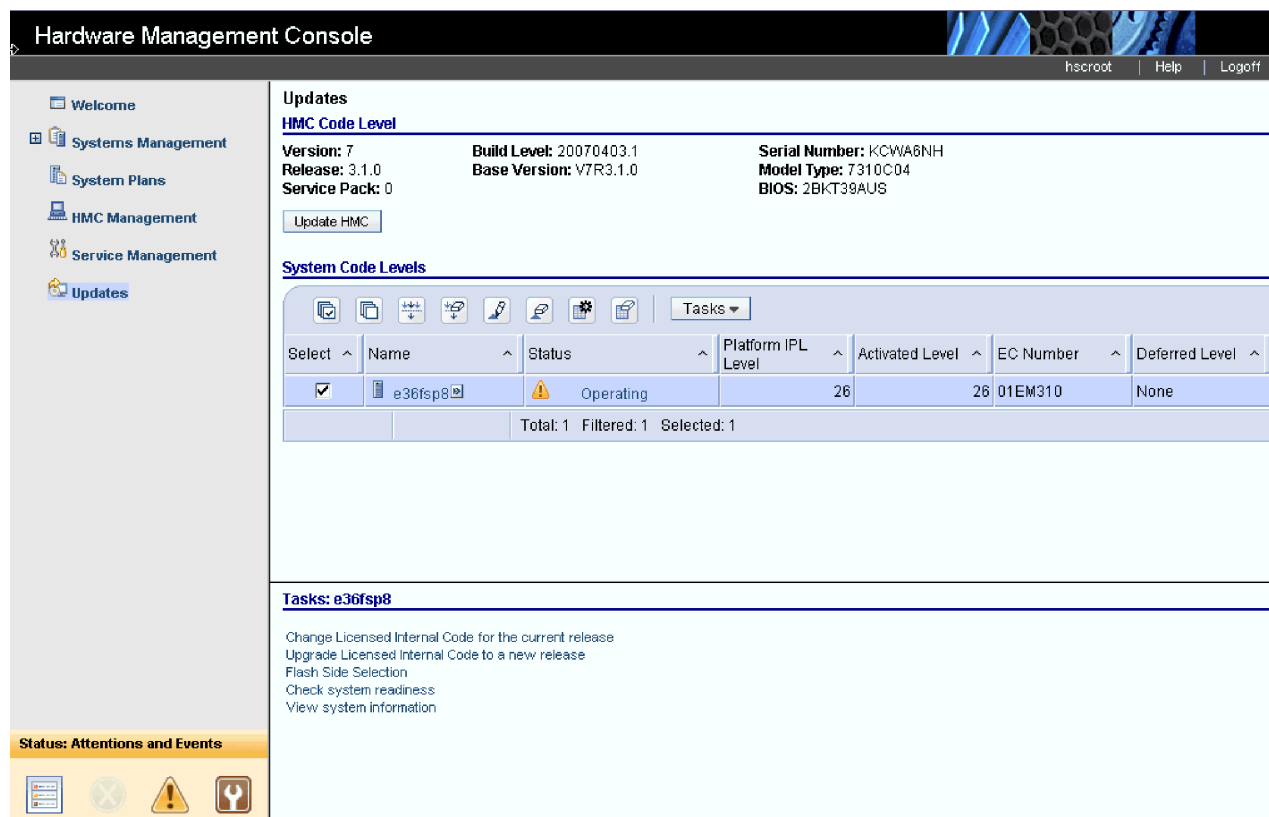 Hardware Management Console
hscroot | Help | Logoff
Welcome
Systems Management
System Plans
HMC Management
Service Management
Updates
Updates
HMC Code Level
Version: 7 Build Level: 20070403.1 Serial Number: KCWA6NH
Release: 3.1.0 Base Version: V7R3.1.0 Model Type: 7310C04
Service Pack: 0 BIOS: 2BKT39AUS
Update HMC
System Code Levels
Tasks
Select Name Status Platform IPL Level Activated Level EC Number Deferred Level
e36fsp8 Operating 26 26 01EM310 None
Total: 1 Filtered: 1 Selected: 1
Tasks: e36fsp8
Change Licensed Internal Code for the current release
Upgrade Licensed Internal Code to a new release
Flash Side Selection
Check system readiness
View system information
Status: Attentions and Events